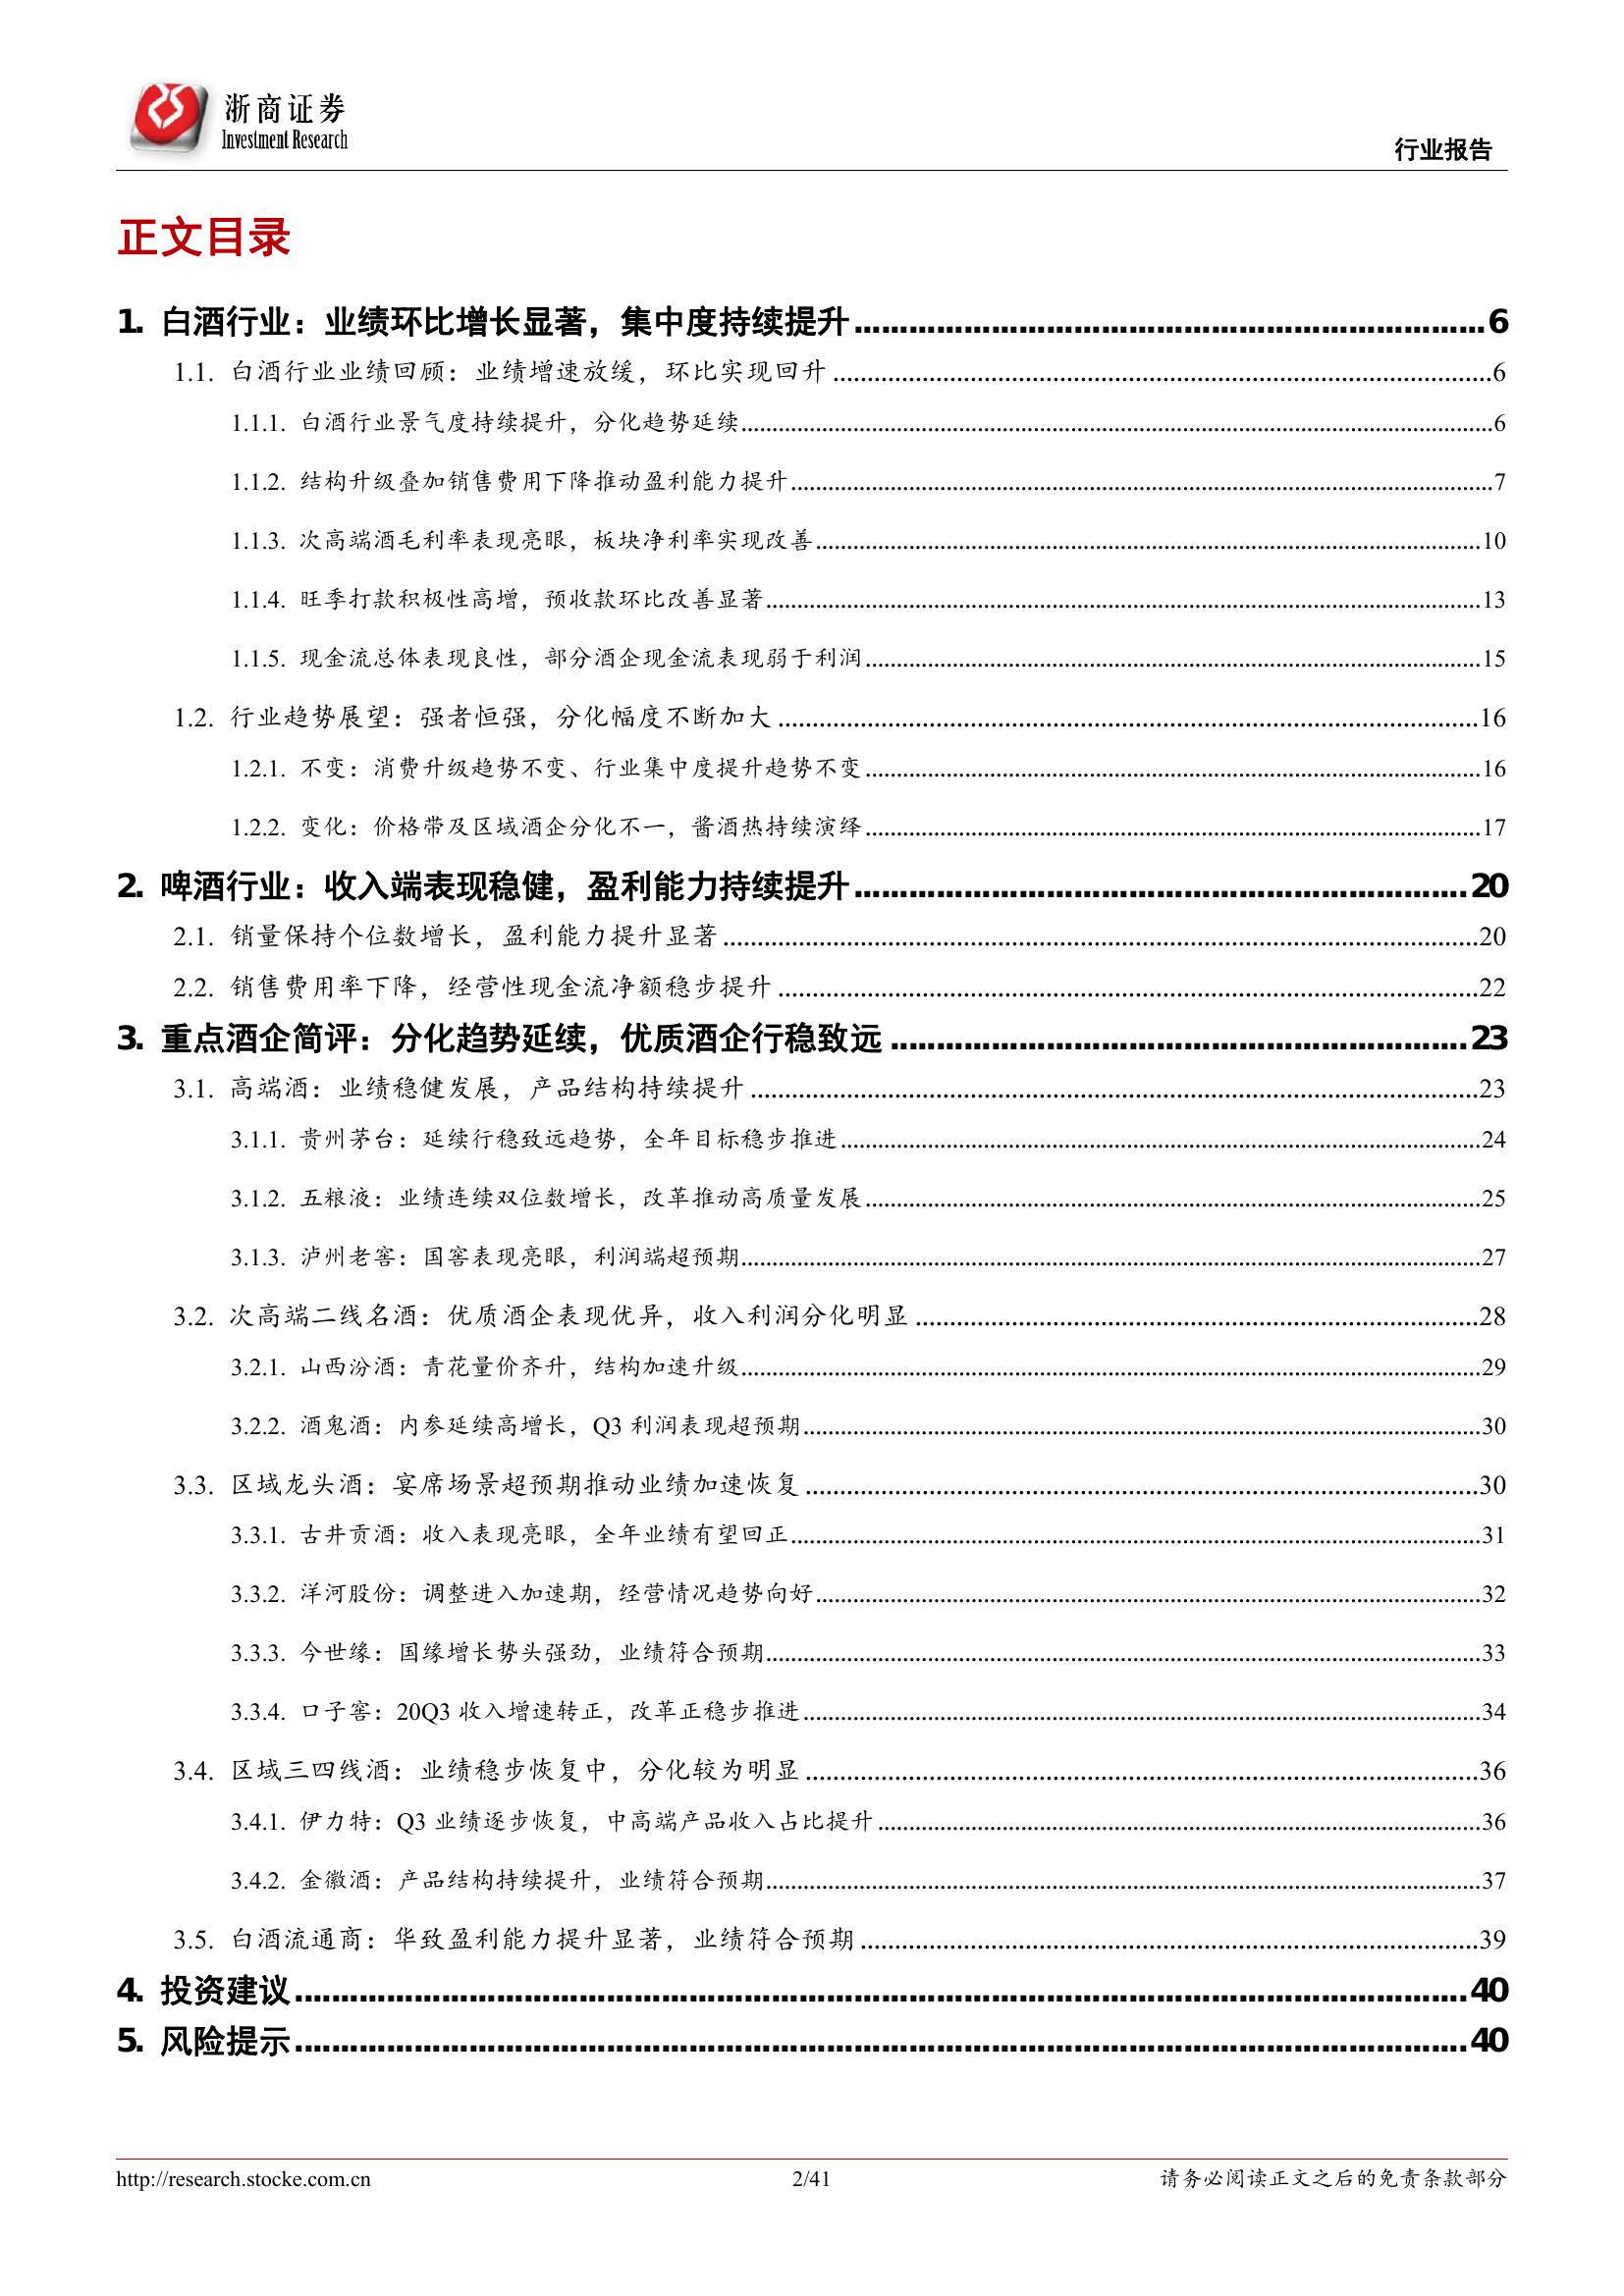 浙商证券
Investment Research
行业报告
正文目录
1. 白酒行业：业绩环比增长显著，集中度持续提升 6
1.1. 白酒行业业绩回顾：业绩增速放缓，环比实现回升 6
1.1.1. 白酒行业景气度持续提升，分化趋势延续 6
1.1.2. 结构升级叠加销售费用下降推动盈利能力提升 7
1.1.3. 次高端酒毛利率表现亮眼，板块净利率实现改善 10
1.1.4. 旺季打款积极性高增，预收款环比改善显著 13
1.1.5. 现金流总体表现良性，部分酒企现金流表现弱于利润 15
1.2. 行业趋势展望：强者恒强，分化幅度不断加大 16
1.2.1. 不变：消费升级趋势不变、行业集中度提升趋势不变 16
1.2.2. 变化：价格带及区域酒企分化不一，酱酒热持续演绎 17
2. 啤酒行业：收入端表现稳健，盈利能力持续提升 20
2.1. 销量保持个位数增长，盈利能力提升显著 20
2.2. 销售费用率下降，经营性现金流净额稳步提升 22
3. 重点酒企简评：分化趋势延续，优质酒企行稳致远 23
3.1. 高端酒：业绩稳健发展，产品结构持续提升 23
3.1.1. 贵州茅台：延续行稳致远趋势，全年目标稳步推进 24
3.1.2. 五粮液：业绩连续双位数增长，改革推动高质量发展 25
3.1.3. 泸州老窖：国窖表现亮眼，利润端超预期 27
3.2. 次高端二线名酒：优质酒企表现优异，收入利润分化明显 28
3.2.1. 山西汾酒：青花量价齐升，结构加速升级 29
3.2.2. 酒鬼酒：内参延续高增长，Q3 利润表现超预期 30
3.3. 区域龙头酒：宴席场景超预期推动业绩加速恢复 30
3.3.1. 古井贡酒：收入表现亮眼，全年业绩有望回正 31
3.3.2. 洋河股份：调整进入加速期，经营情况趋势向好 32
3.3.3. 今世缘：国缘增长势头强劲，业绩符合预期 33
3.3.4. 口子窖：20Q3 收入增速转正，改革正稳步推进 34
3.4. 区域三四线酒：业绩稳步恢复中，分化较为明显 36
3.4.1. 伊力特：Q3 业绩逐步恢复，中高端产品收入占比提升 36
3.4.2. 金徽酒：产品结构持续提升，业绩符合预期 37
3.5. 白酒流通商：华致盈利能力提升显著，业绩符合预期 39
4. 投资建议 40
5. 风险提示 40
http://research.stocke.com.cn
2/41
请务必阅读正文之后的免责条款部分